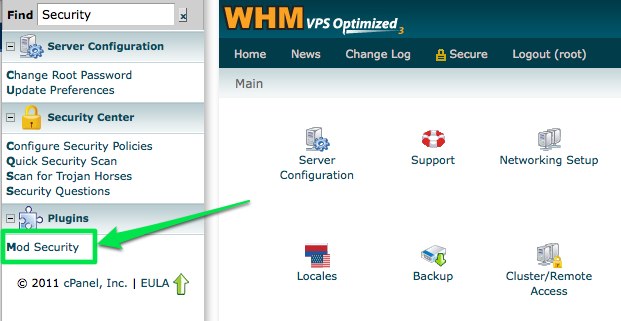 Find Security x
Server Configuration
Change Root Password
Update Preferences
Security Center
Configure Security Policies
Quick Security Scan
Scan for Trojan Horses
Security Questions
Plugins
Mod Security
© 2011 cPanel, Inc. | EULA
WHM VPS Optimized 3
Home News Change Log Secure Logout (root)
Main
Server
Configuration
Support
Networking Setup
Locales
Backup
Cluster/Remote
Access